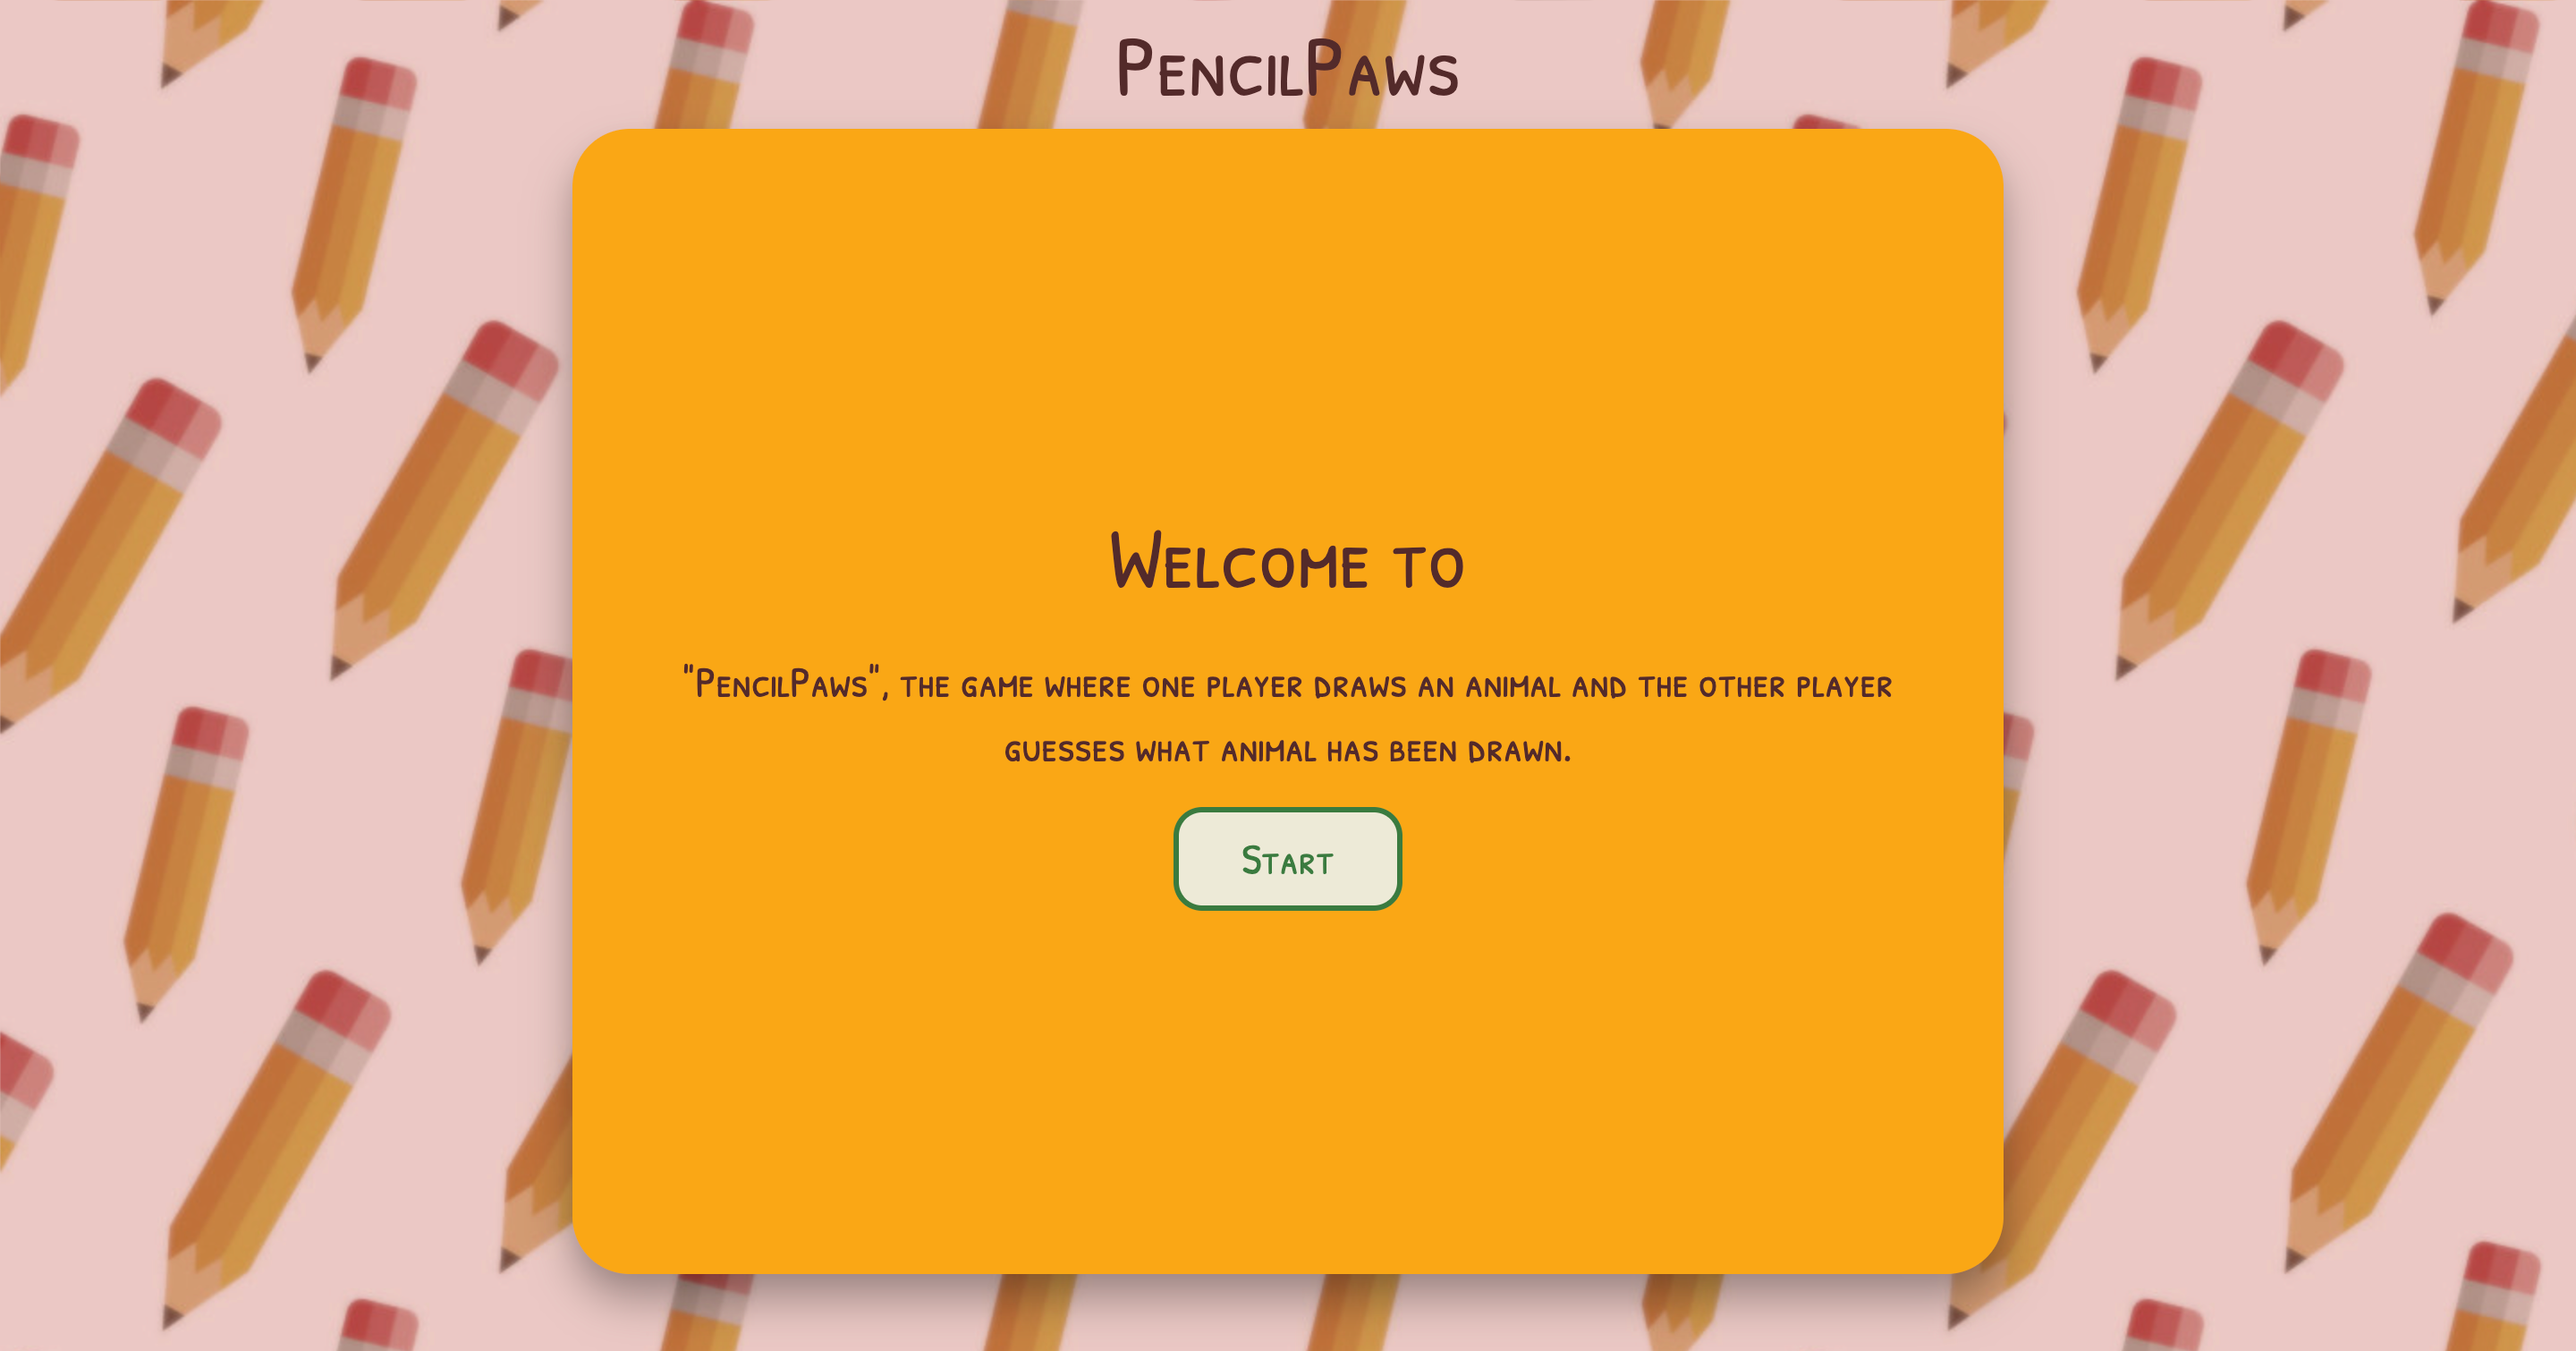 PencilPaws
Welcome to
"PencilPaws", the game where one player draws an animal and the other player
guesses what animal has been drawn.
Start